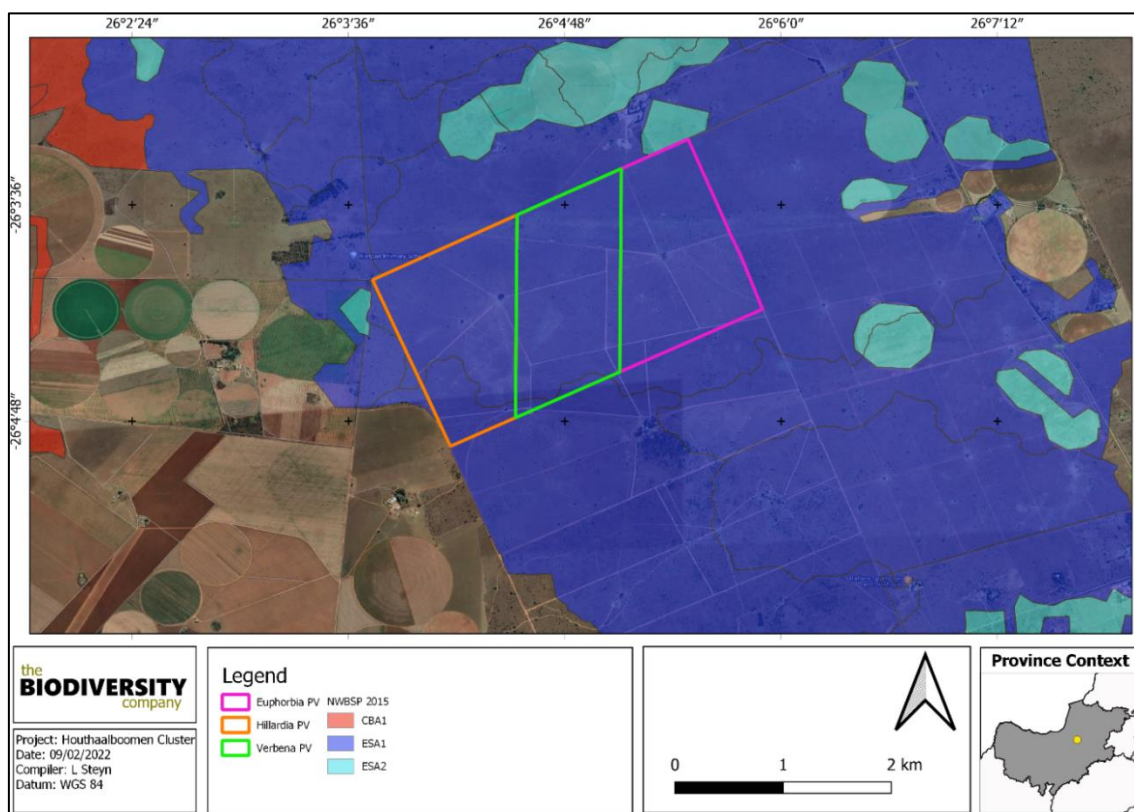 26°2′24″ 26°3′36″ 26°4′48″ 26°6′0″ 26°7′12″
-26°3′36″
-26°4′48″
the
BIODIVERSITY
company
Project: Houthaalboomen Cluster
Date: 09/02/2022
Compiler: L Steyn
Datum: WGS 84
Legend
Euphorbia PV NWBSP 2015
Hillardia PV CBA1
Verbena PV ESA1
ESA2
0 1 2 km
Province Context